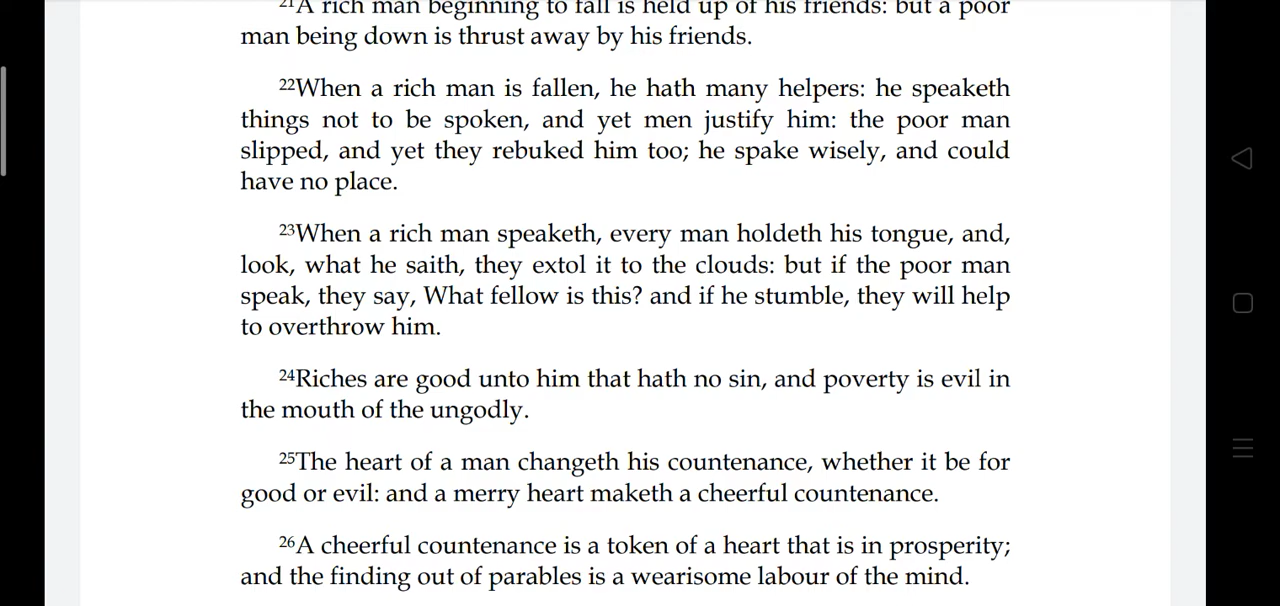 21A rich man beginning to fall is held up of his friends: but a poor
man being down is thrust away by his friends.
22When a rich man is fallen, he hath many helpers: he speaketh
things not to be spoken, and yet men justify him: the poor man
slipped, and yet they rebuked him too; he spake wisely, and could
have no place.
23When a rich man speaketh, every man holdeth his tongue, and,
look, what he saith, they extol it to the clouds: but if the poor man
speak, they say, What fellow is this? and if he stumble, they will help
to overthrow him.
24Riches are good unto him that hath no sin, and poverty is evil in
the mouth of the ungodly.
25The heart of a man changeth his countenance, whether it be for
good or evil: and a merry heart maketh a cheerful countenance.
26A cheerful countenance is a token of a heart that is in prosperity;
and the finding out of parables is a wearisome labour of the mind.